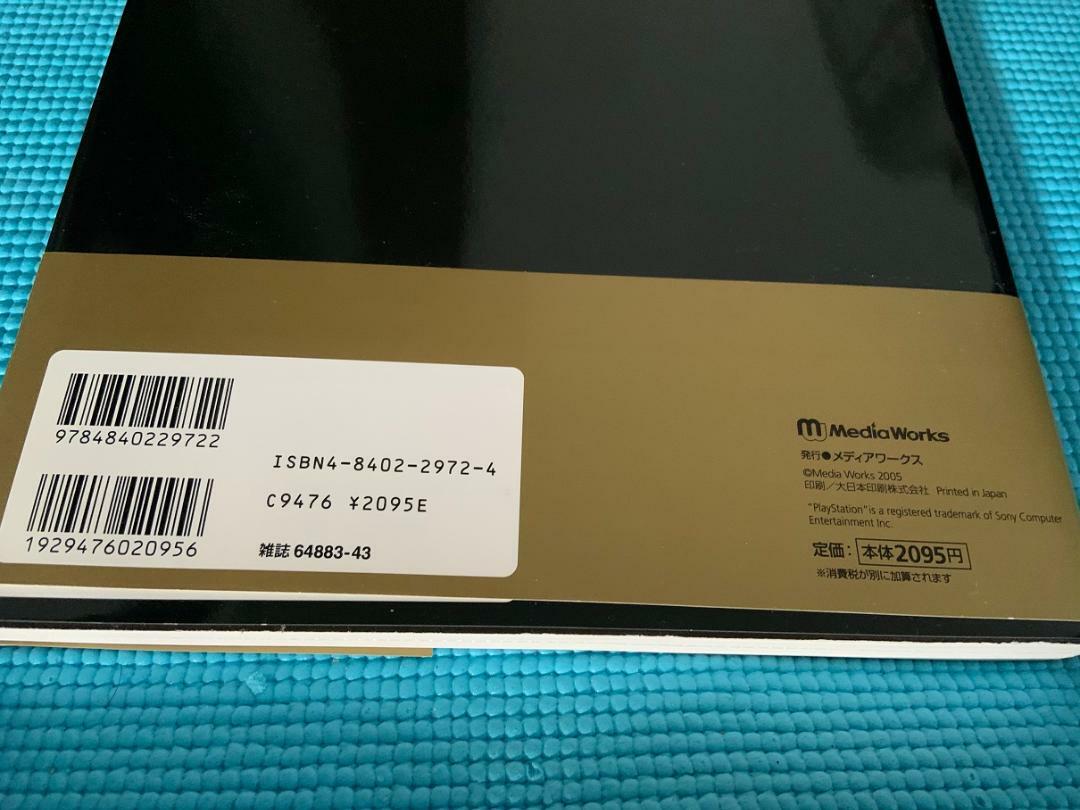 9784840229722
ISBN4-8402-2972-4
C9476 ¥2095E
1929476020956
雑誌 64883-43
mj MediaWorks
発行●メディアワークス
©Media Works 2005
印刷／大日本印刷株式会社 Printed in Japan
"PlayStation" is a registered trademark of Sony Computer
Entertainment Inc.
定価：本体2095円
※消費税が別に加算されます